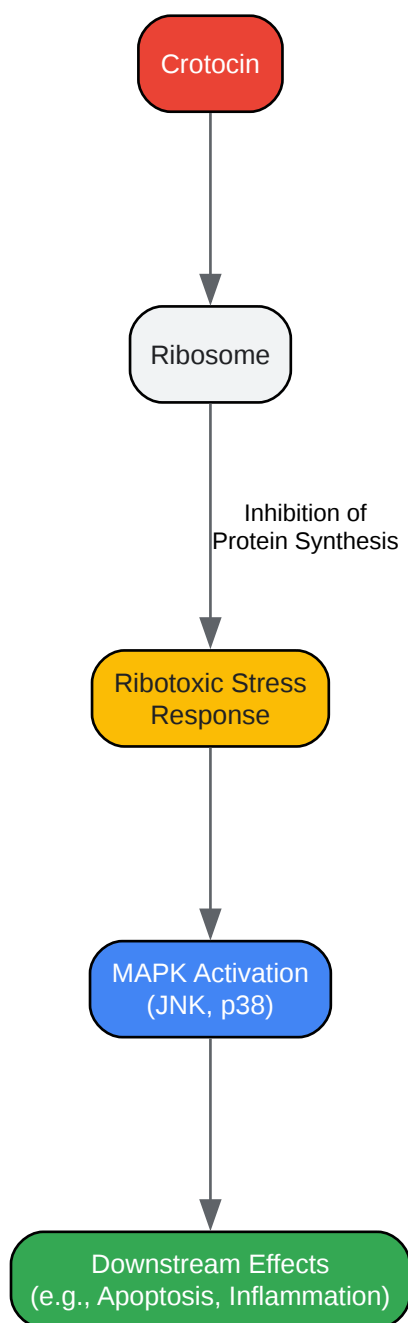 Crotocin
Ribosome
Inhibition of
Protein Synthesis
Ribotoxic Stress
Response
MAPK Activation
(JNK, p38)
Downstream Effects
(e.g., Apoptosis, Inflammation)